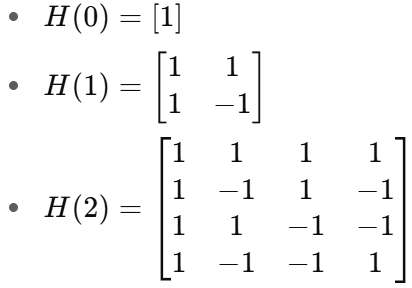 • H(0) = [1]
• H(1) = [1 1
1 −1]
• H(2) = [1 1 1 1
1 −1 1 −1
1 1 −1 −1
1 −1 −1 1]